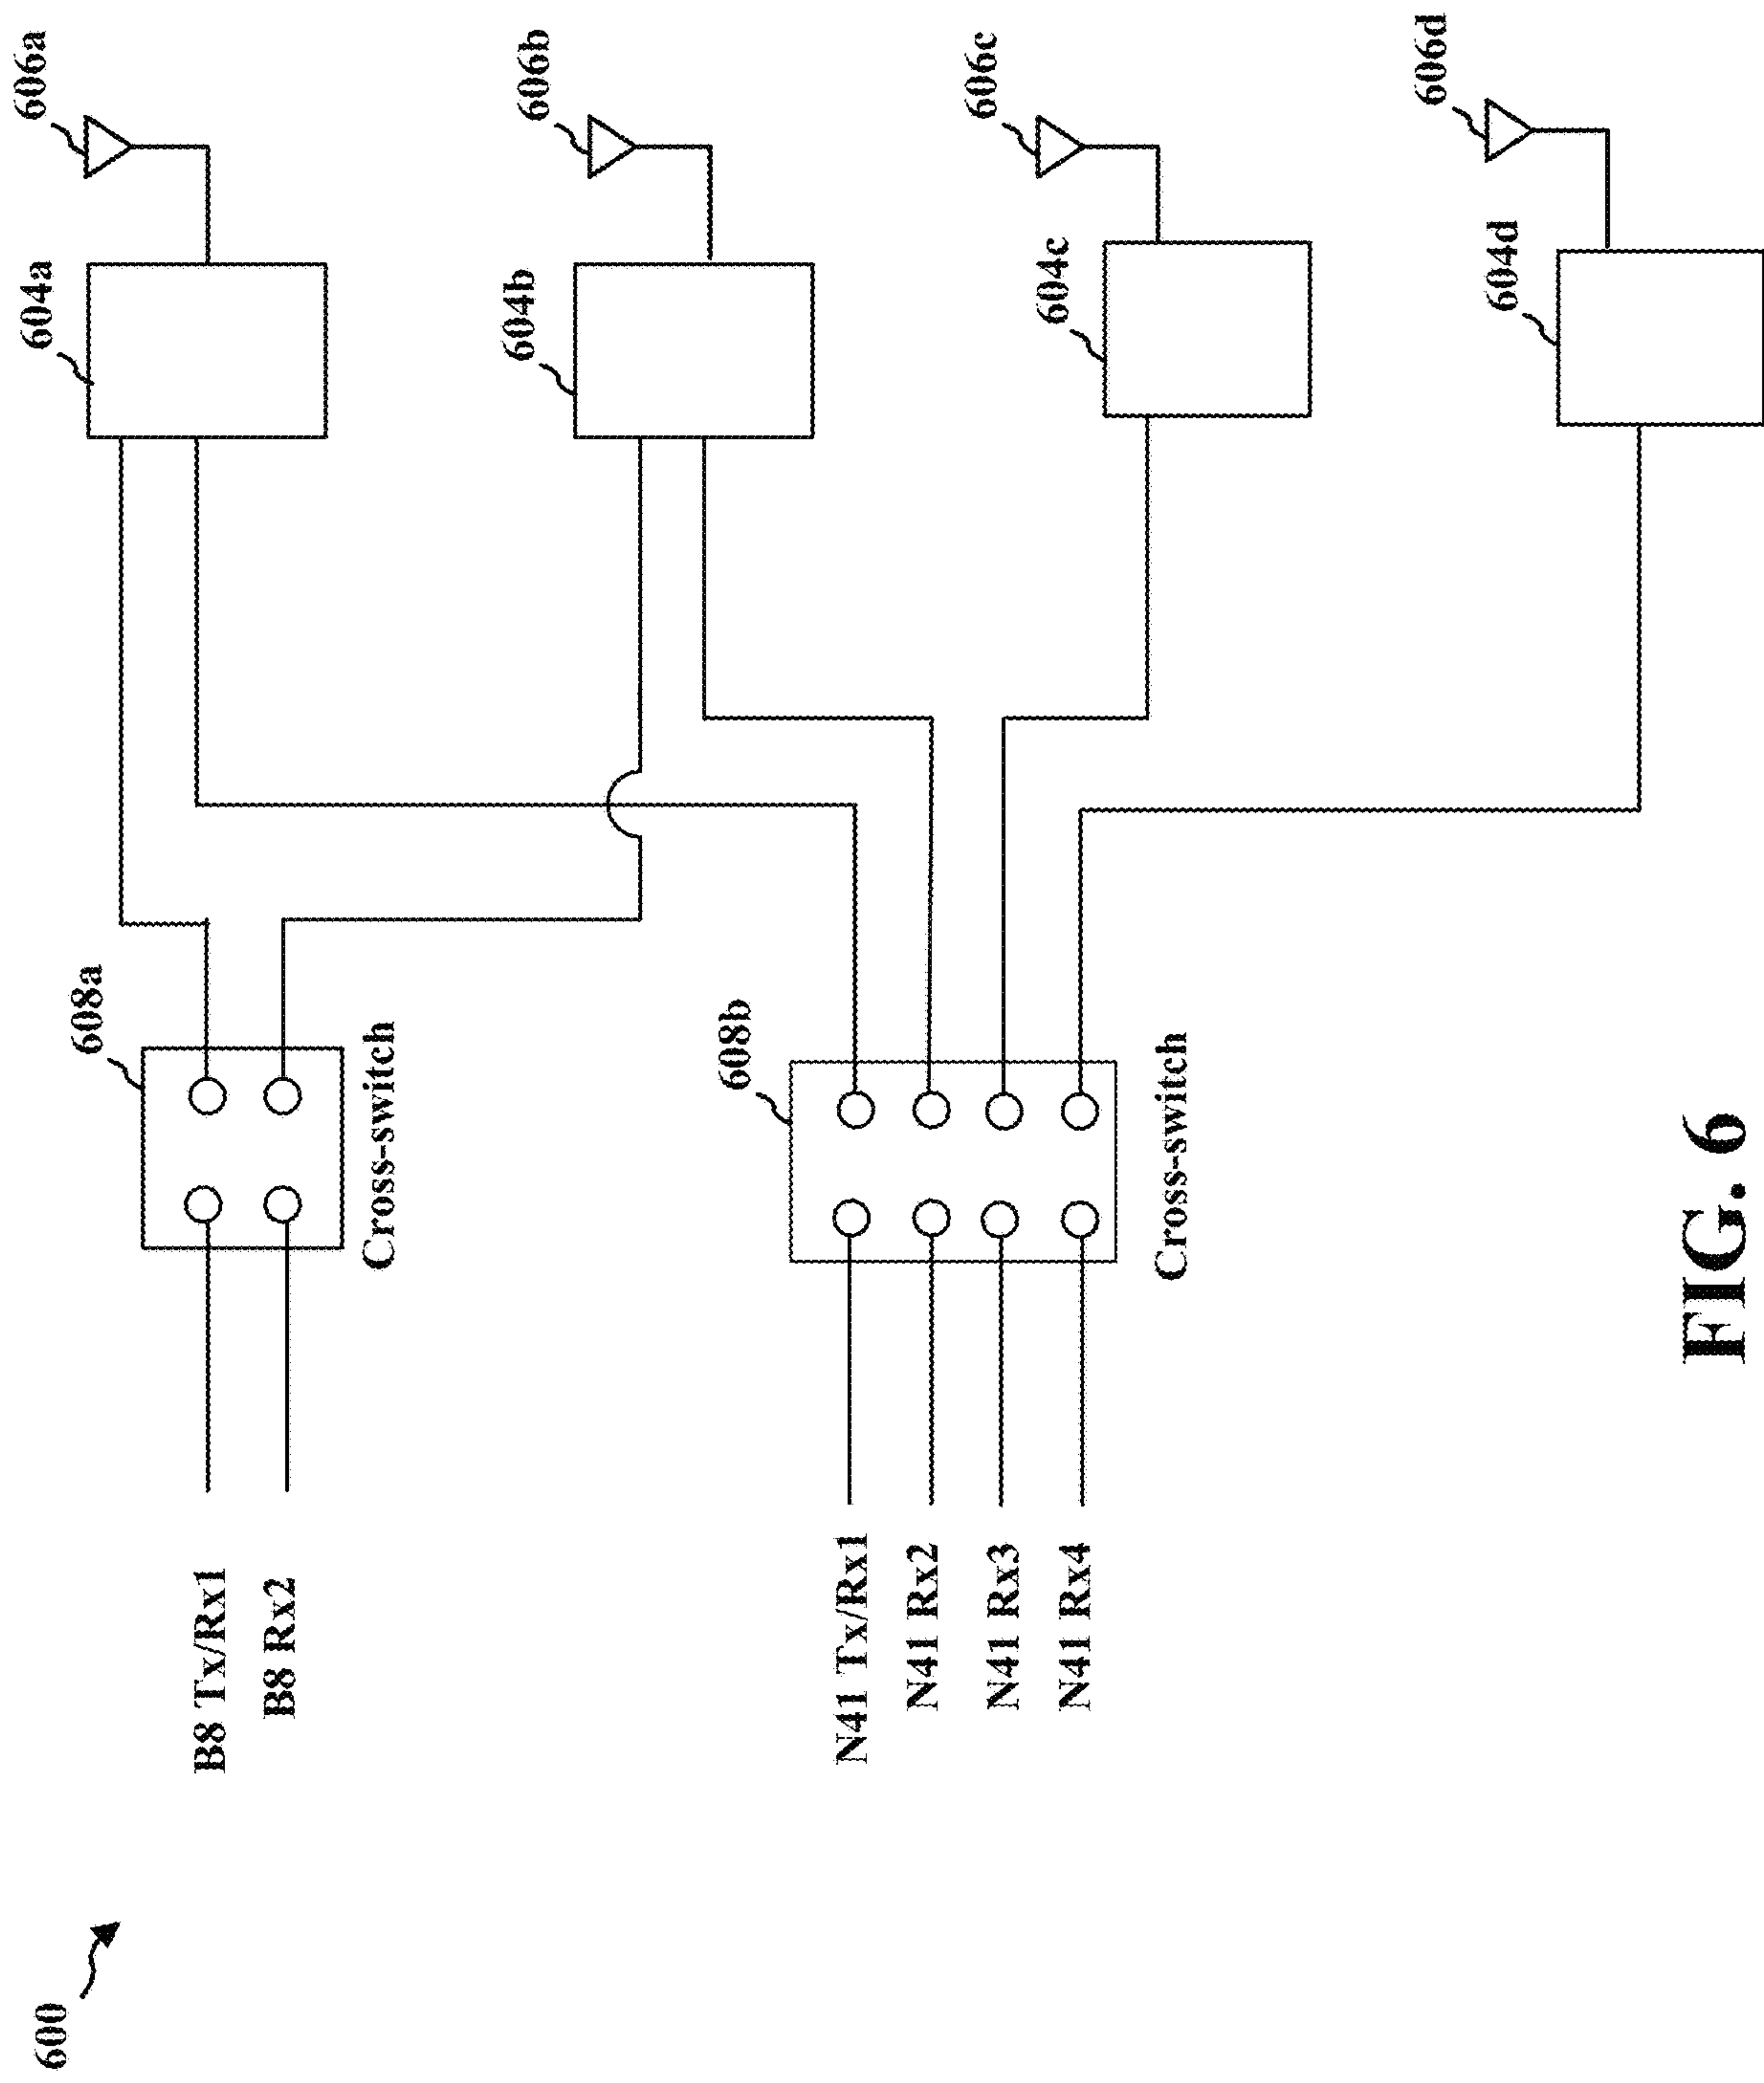 600
B8 Tx/Rx1
B8 Rx2
608a
Cross-switch
604a
606a
604b
606b
N41 Tx/Rx1
N41 Rx2
N41 Rx3
N41 Rx4
608b
Cross-switch
604c
606c
604d
606d
FIG. 6